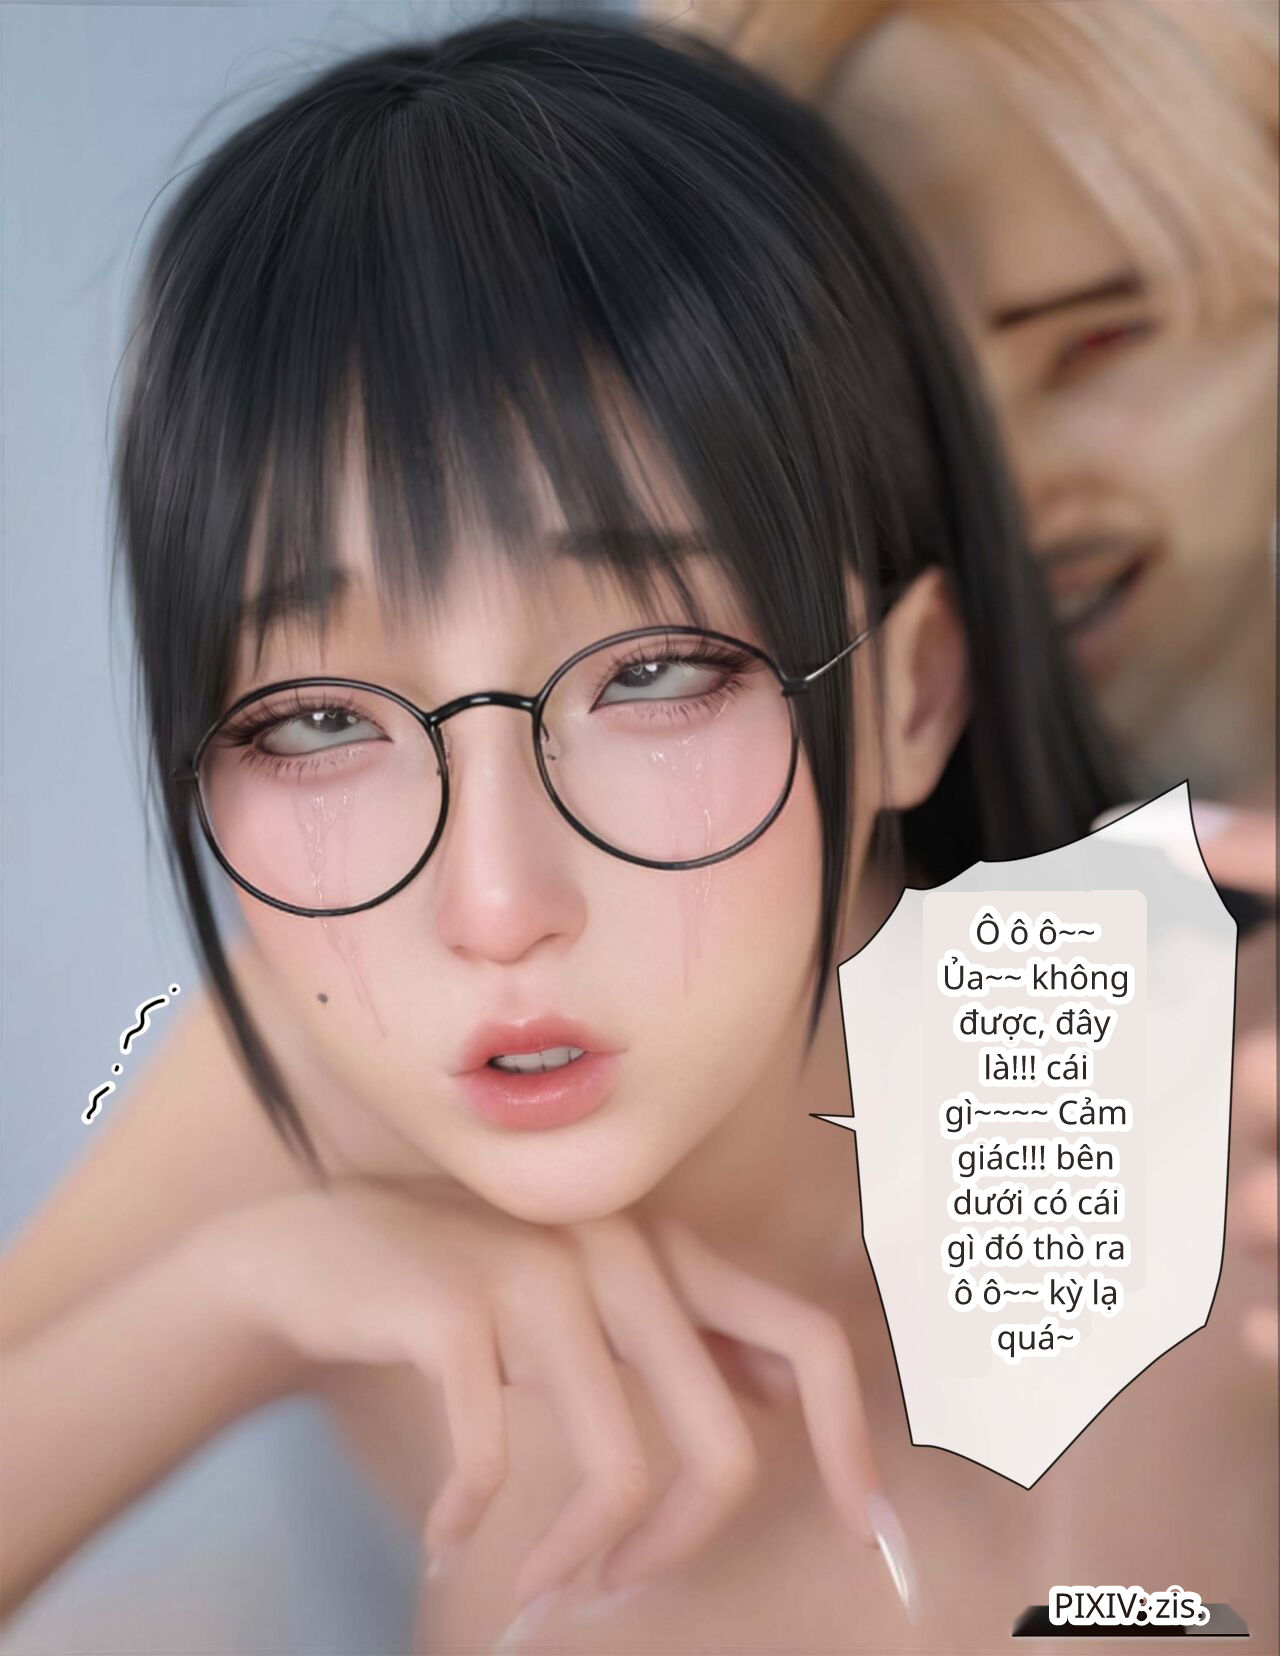 Ô ô ô~~
Ủa~~ không
được, đây
là!!! cái
gì~~~~ Cảm
giác!!! bên
dưới có cái
gì đó thò ra
ô ô~~ kỳ lạ
quá~
PIXIV: zis.